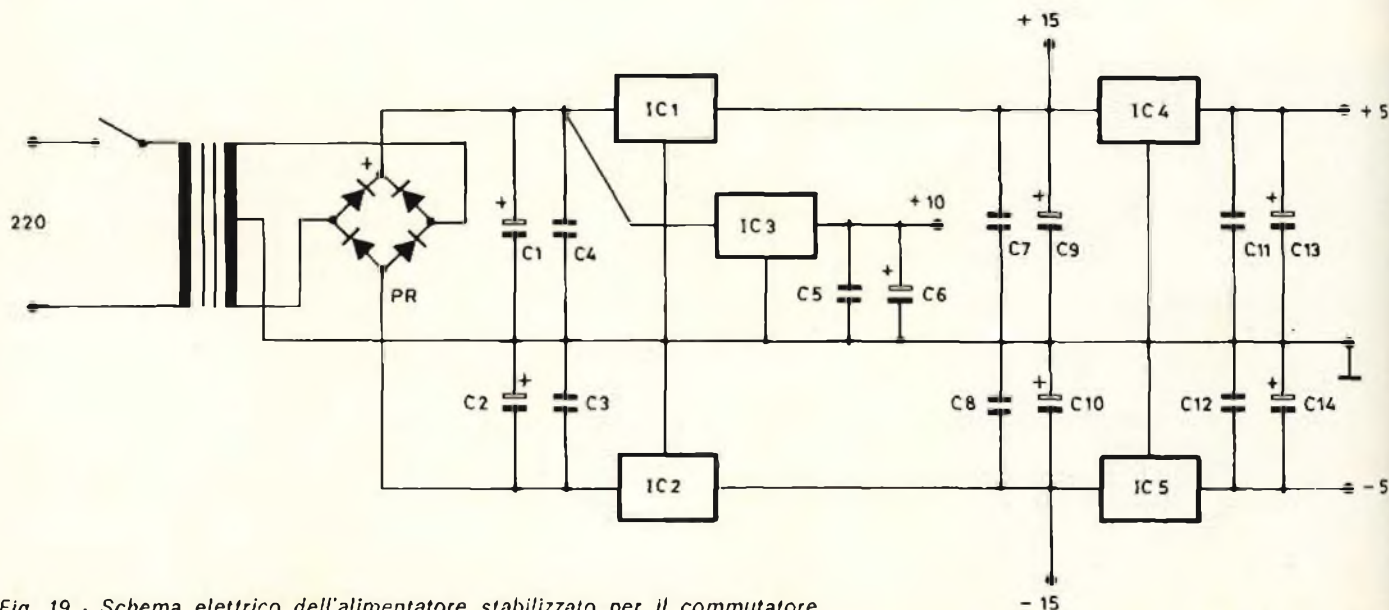 + 15
IC1
IC4
+ 5
+
+
+
+
220
IC3
+ 10
C1
C4
C7
C9
C11
C13
PR
C5
+
C6
+
+
+
C2
C3
C8
C10
C12
C14
IC2
IC5
- 5
- 15
Fig. 19 - Schema elettrico dell'alimentatore stabilizzato per il commutatore